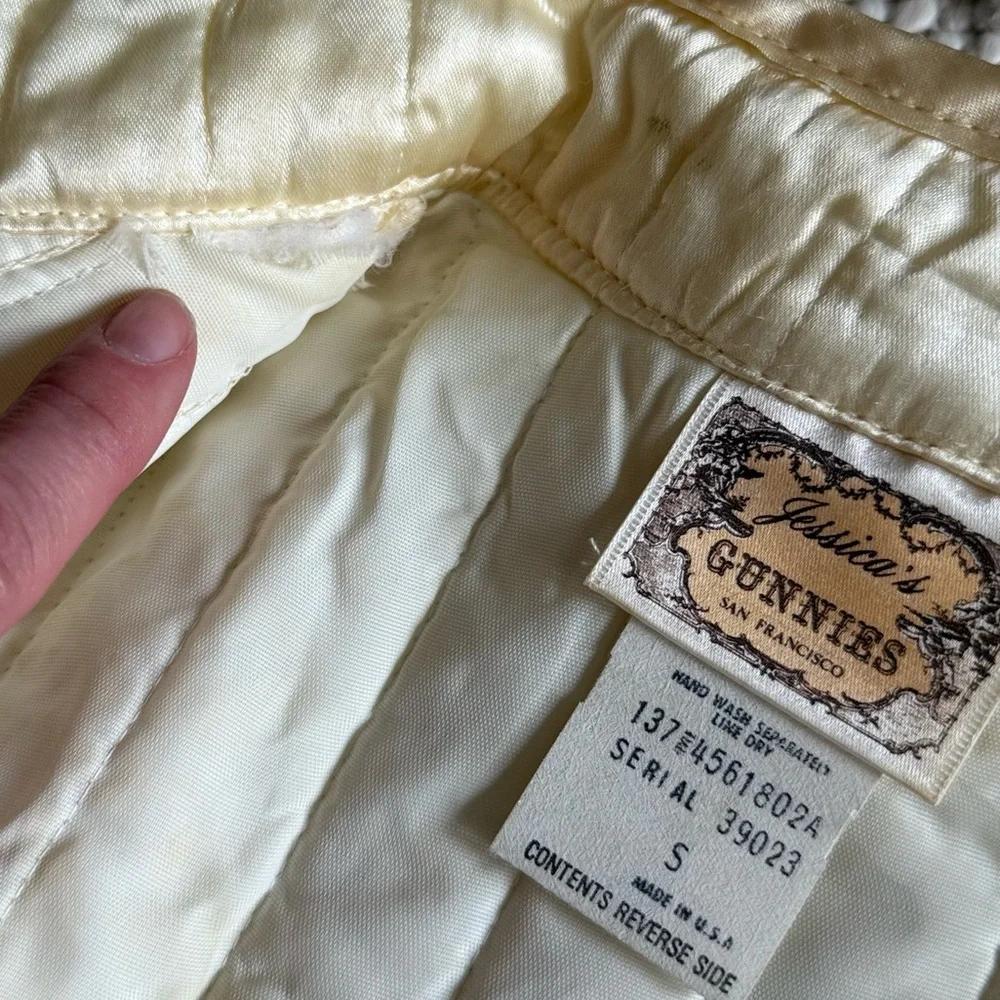 Jessica's
GUNNIES
SAN FRANCISCO
HAND WASH SEPARATELY
LINE DRY
137 4561802A
SERIAL 39023
S
MADE IN U.S.A
CONTENTS REVERSE SIDE